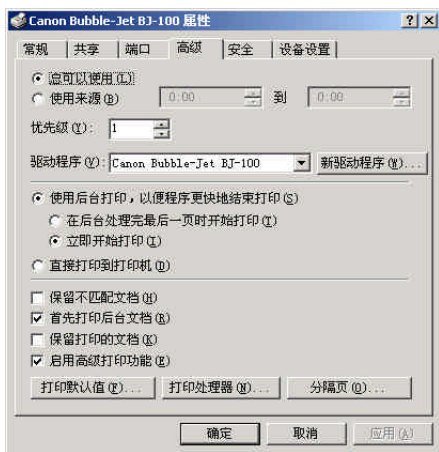 Canon Bubble-Jet BJ-100 属性
常规 共享 端口 高级 安全 设备设置
总可以使用(L)
使用来源(B) 0:00 到 0:00
优先级(Y): 1
驱动程序(V): Canon Bubble-Jet BJ-100 新驱动程序(W)...
使用后台打印，以便程序更快地结束打印(S)
在后台处理完最后一页时开始打印(T)
立即开始打印(I)
直接打印到打印机(D)
保留不匹配文档(H)
首先打印后台文档(R)
保留打印的文档(K)
启用高级打印功能(E)
打印默认值(F)... 打印处理器(N)... 分隔页(O)...
确定 取消 应用(A)